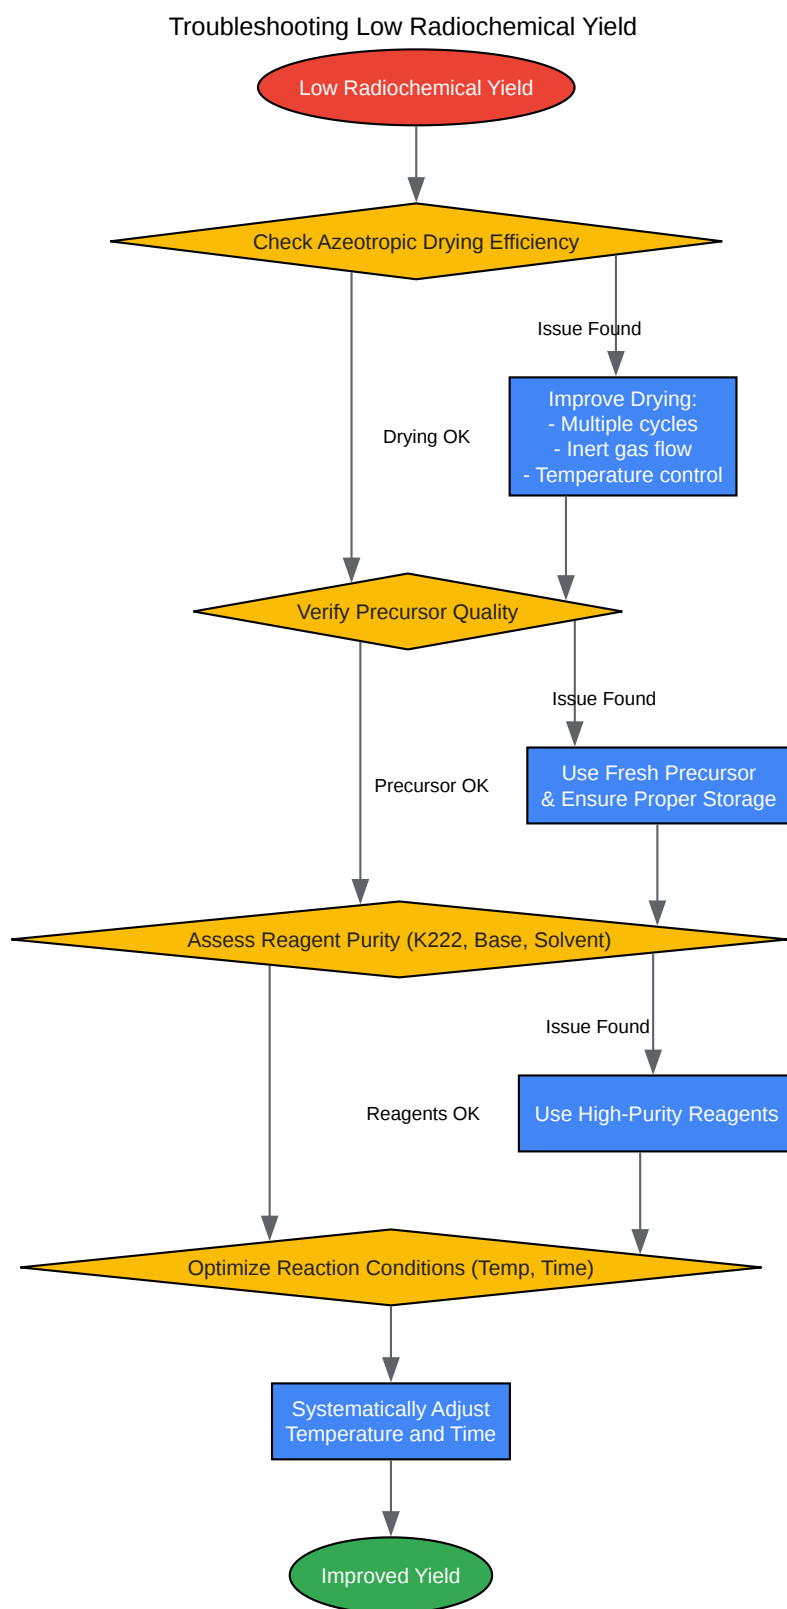 Troubleshooting Low Radiochemical Yield
Low Radiochemical Yield
Check Azeotropic Drying Efficiency
Issue Found
Improve Drying:
- Multiple cycles
- Inert gas flow
- Temperature control
Drying OK
Verify Precursor Quality
Issue Found
Use Fresh Precursor
& Ensure Proper Storage
Precursor OK
Assess Reagent Purity (K222, Base, Solvent)
Issue Found
Use High-Purity Reagents
Reagents OK
Optimize Reaction Conditions (Temp, Time)
Systematically Adjust
Temperature and Time
Improved Yield